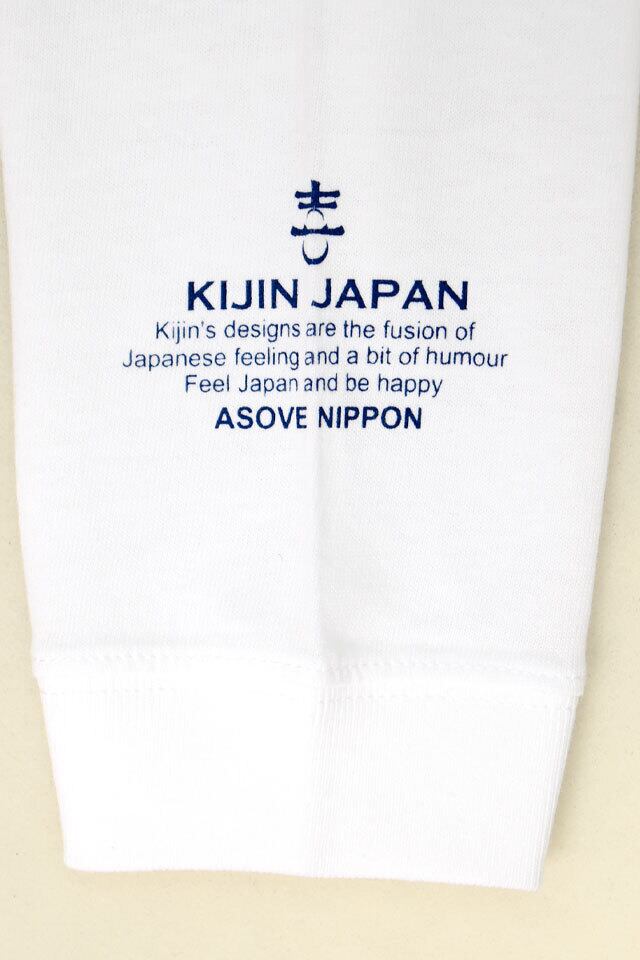 喜
KIJIN JAPAN
Kijin's designs are the fusion of
Japanese feeling and a bit of humour
Feel Japan and be happy
ASOVE NIPPON